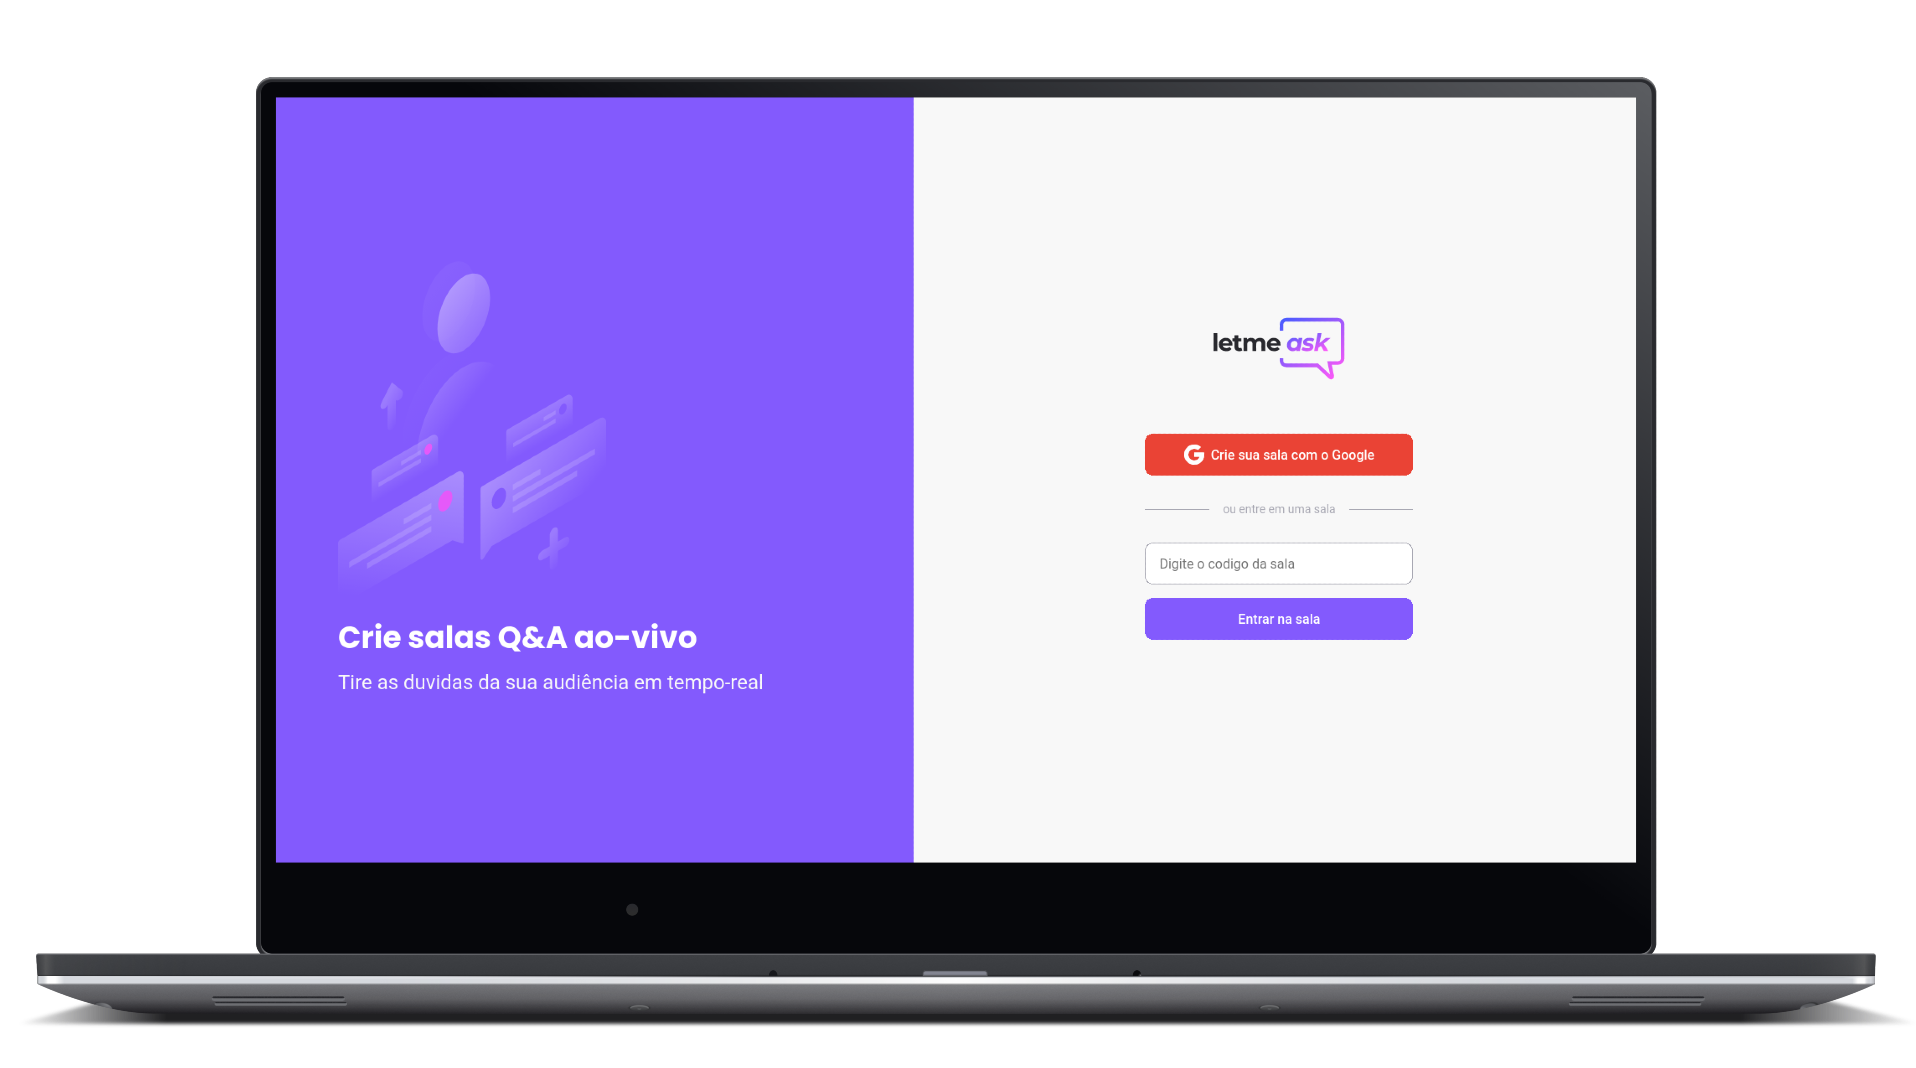 Crie salas Q&A ao-vivo
Tire as duvidas da sua audiência em tempo-real
letme ask
Crie sua sala com o Google
ou entre em uma sala
Digite o codigo da sala
Entrar na sala